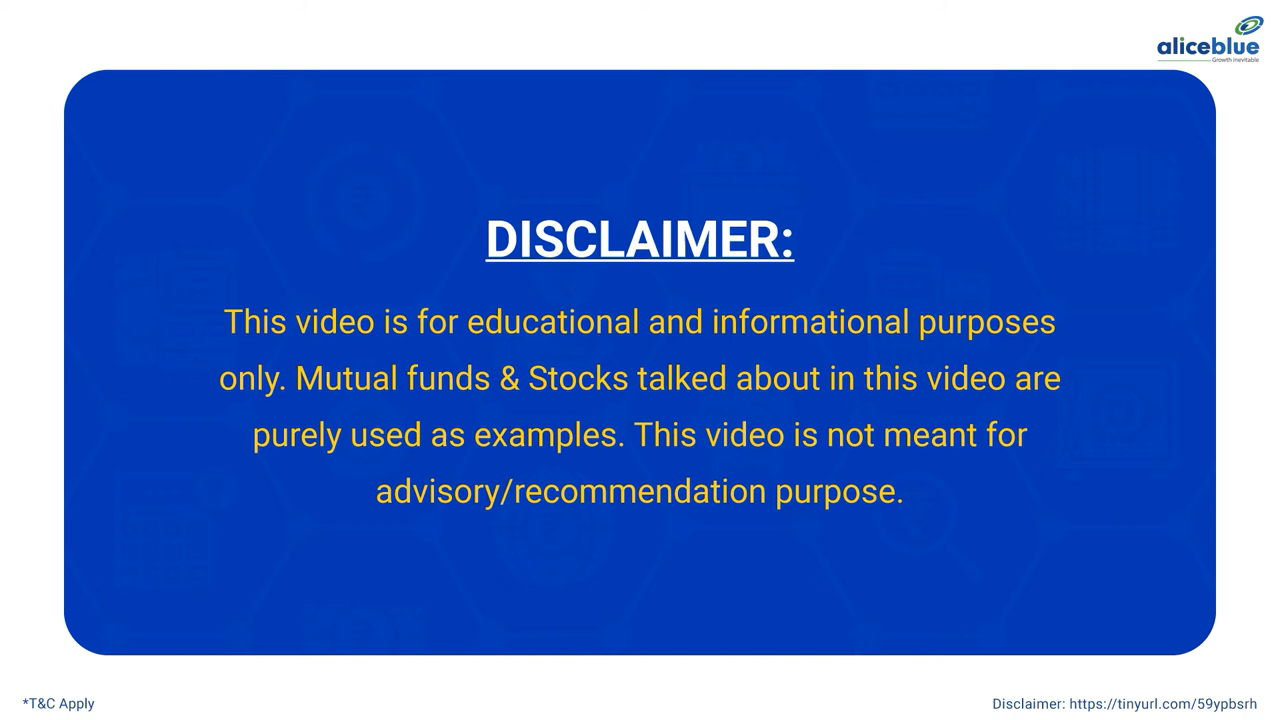 aliceblue
Growth Inevitable
DISCLAIMER:
This video is for educational and informational purposes
only. Mutual funds & Stocks talked about in this video are
purely used as examples. This video is not meant for
advisory/recommendation purpose.
*T&C Apply
Disclaimer: https://tinyurl.com/59ypbsrh